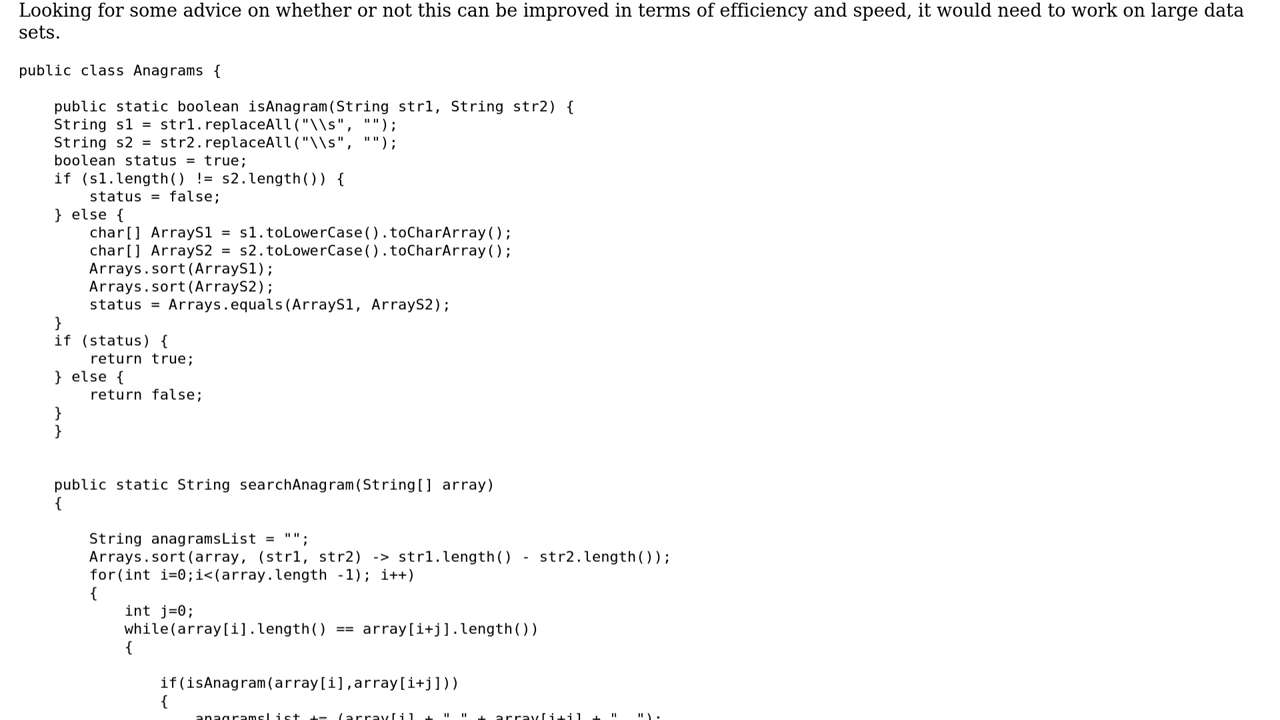 Looking for some advice on whether or not this can be improved in terms of efficiency and speed, it would need to work on large data
sets.
public class Anagrams {
    public static boolean isAnagram(String str1, String str2) {
    String s1 = str1.replaceAll("\\s", "");
    String s2 = str2.replaceAll("\\s", "");
    boolean status = true;
    if (s1.length() != s2.length()) {
        status = false;
    } else {
        char[] ArrayS1 = s1.toLowerCase().toCharArray();
        char[] ArrayS2 = s2.toLowerCase().toCharArray();
        Arrays.sort(ArrayS1);
        Arrays.sort(ArrayS2);
        status = Arrays.equals(ArrayS1, ArrayS2);
    }
    if (status) {
        return true;
    } else {
        return false;
    }
    }
    public static String searchAnagram(String[] array)
    {
        String anagramsList = "";
        Arrays.sort(array, (str1, str2) -> str1.length() - str2.length());
        for(int i=0;i<(array.length -1); i++)
        {
            int j=0;
            while(array[i].length() == array[i+j].length())
            {
                if(isAnagram(array[i],array[i+j]))
                {
                    anagramsList += (array[i] + " " + array[i+j] + "  ");